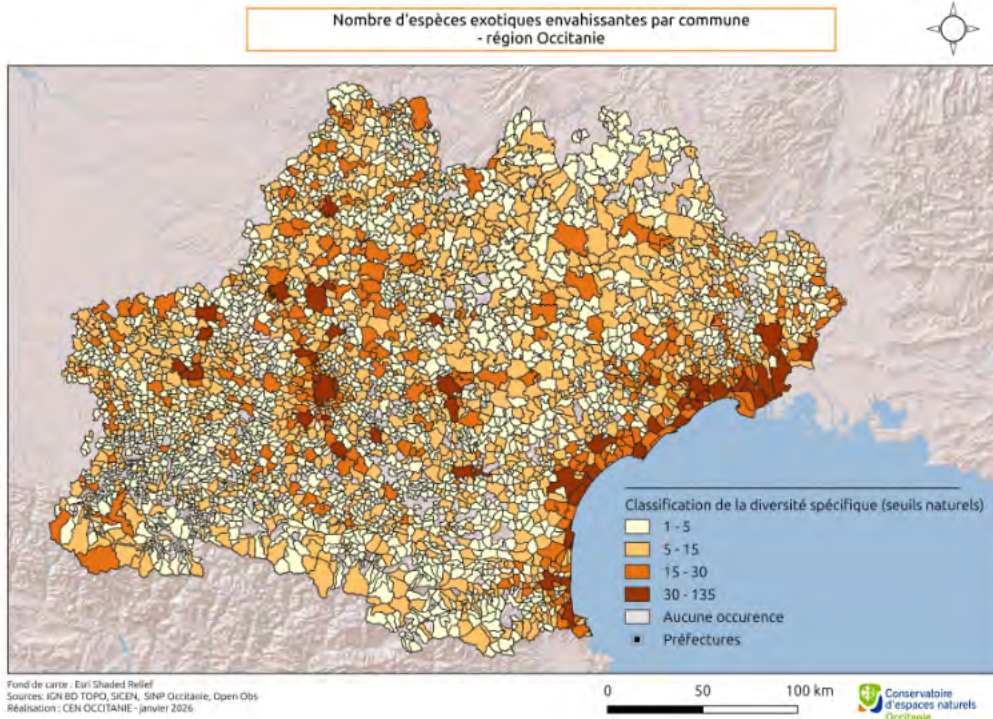 Nombre d'espèces exotiques envahissantes par commune
- région Occitanie
Classification de la diversité spécifique (seuils naturels)
1 - 5
5 - 15
15 - 30
30 - 135
Aucune occurence
Préfectures
Fond de carte : Esri Shaded Relief
Sources: IGN BD TOPO, SICEN, SINP Occitanie, Open Obs
Réalisation : CEN OCCITANIE - janvier 2026
0 50 100 km
Conservatoire
d'espaces naturels
Occitanie